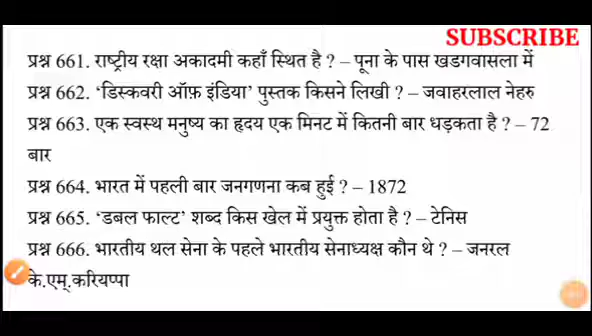 SUBSCRIBE
प्रश्न 661. राष्ट्रीय रक्षा अकादमी कहाँ स्थित है ? – पूना के पास खडगवासला में
प्रश्न 662. ‘डिस्कवरी ऑफ़ इंडिया’ पुस्तक किसने लिखी ? – जवाहरलाल नेहरु
प्रश्न 663. एक स्वस्थ मनुष्य का हृदय एक मिनट में कितनी बार धड़कता है ? – 72
बार
प्रश्न 664. भारत में पहली बार जनगणना कब हुई ? – 1872
प्रश्न 665. ‘डबल फाल्ट’ शब्द किस खेल में प्रयुक्त होता है ? – टेनिस
प्रश्न 666. भारतीय थल सेना के पहले भारतीय सेनाध्यक्ष कौन थे ? – जनरल
के.एम्.करियप्पा